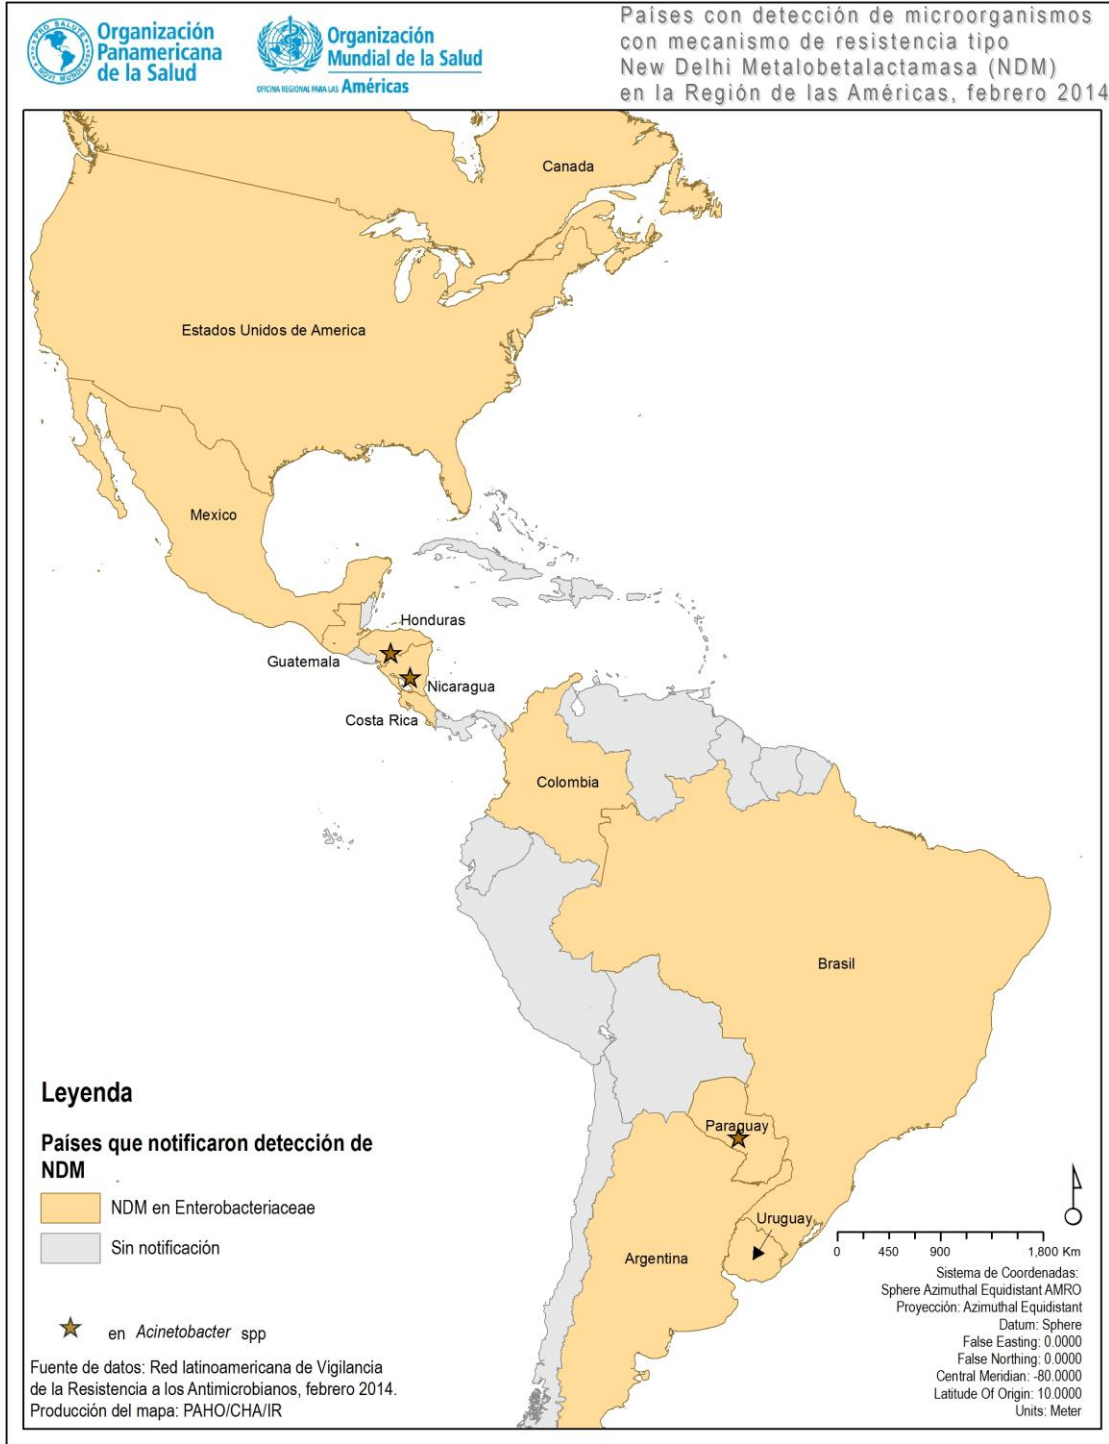 Organización
Panamericana
de la Salud
PRO SALUTE
NOVI MUNDI
Organización
Mundial de la Salud
OFICINA REGIONAL PARA LAS Américas
Países con detección de microorganismos
con mecanismo de resistencia tipo
New Delhi Metalobetalactamasa (NDM)
en la Región de las Américas, febrero 2014
Canada
Estados Unidos de America
Mexico
Honduras
Guatemala
Nicaragua
Costa Rica
Colombia
Brasil
Paraguay
Uruguay
Argentina
Leyenda
Países que notificaron detección de
NDM
NDM en Enterobacteriaceae
Sin notificación
en Acinetobacter spp
Fuente de datos: Red latinoamericana de Vigilancia
de la Resistencia a los Antimicrobianos, febrero 2014.
Producción del mapa: PAHO/CHA/IR
0 450 900 1,800 Km
Sistema de Coordenadas:
Sphere Azimuthal Equidistant AMRO
Proyección: Azimuthal Equidistant
Datum: Sphere
False Easting: 0.0000
False Northing: 0.0000
Central Meridian: -80.0000
Latitude Of Origin: 10.0000
Units: Meter